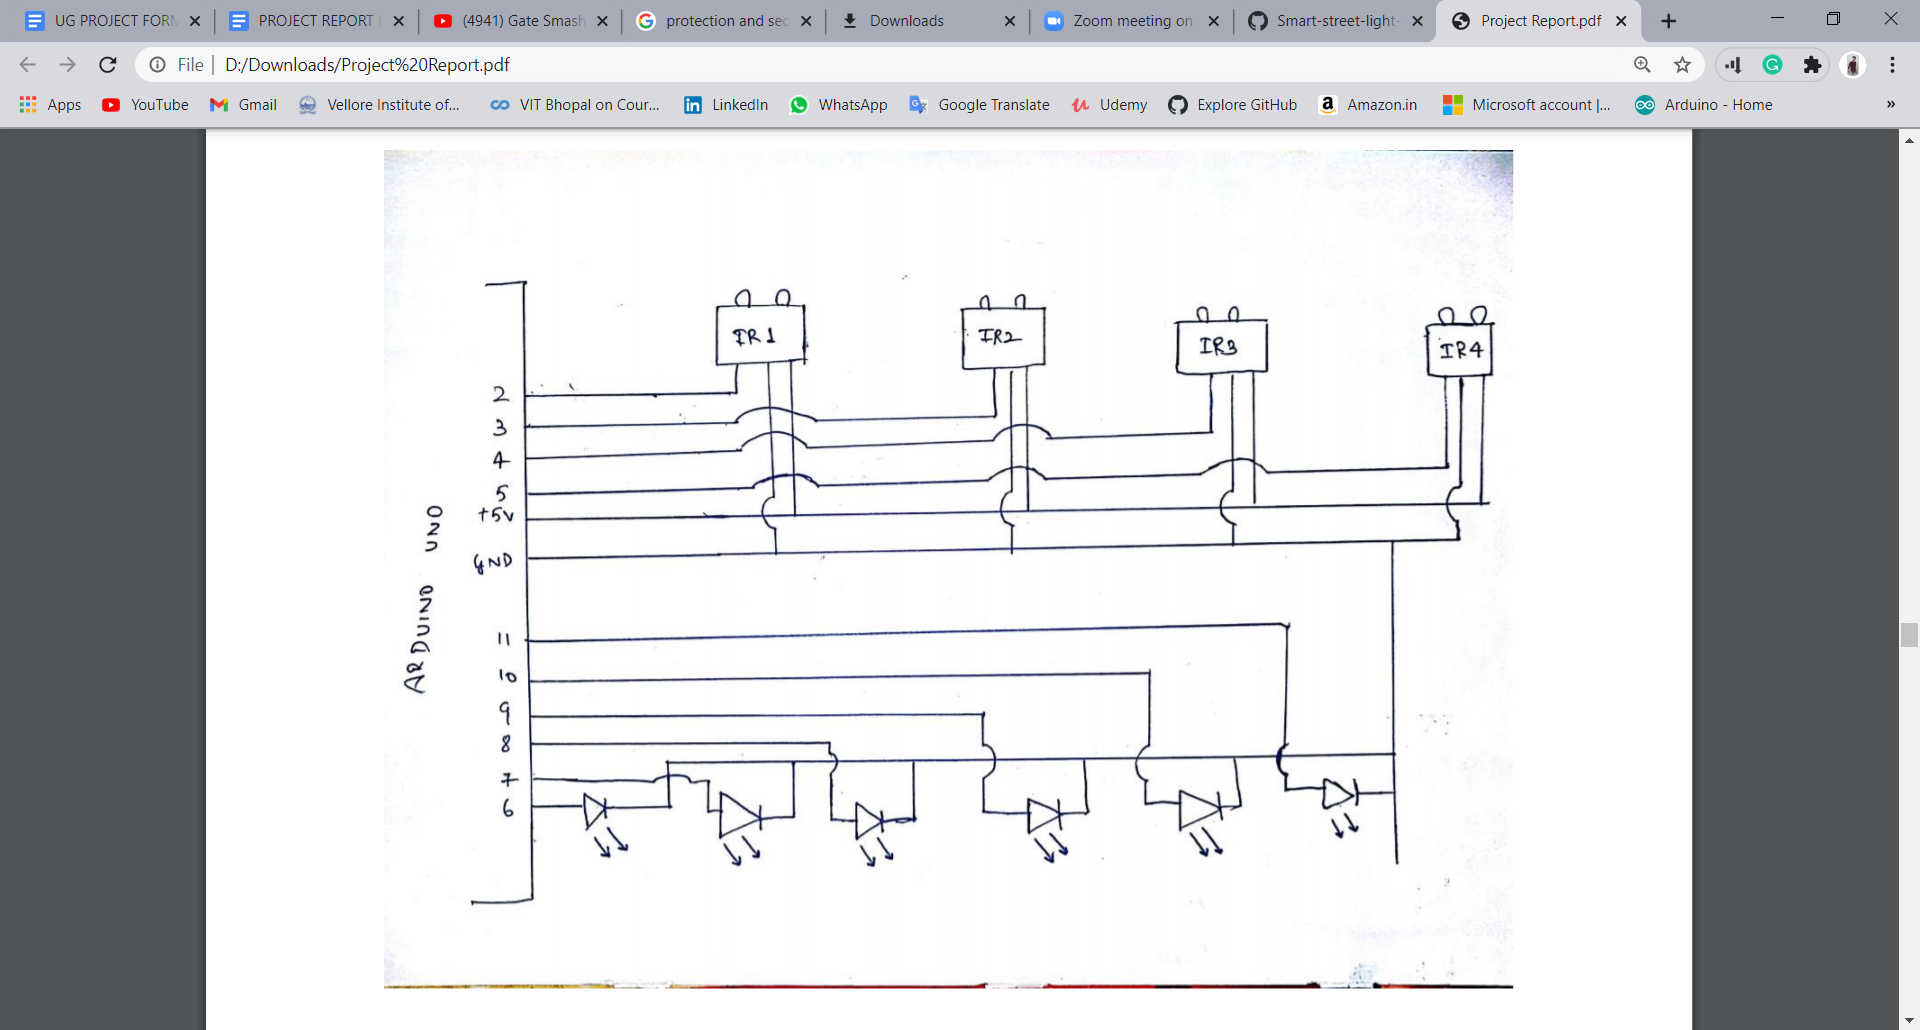 UG PROJECT FORM
PROJECT REPORT
(4941) Gate Smash
protection and sec
Downloads
Zoom meeting on
Smart-street-light-
Project Report.pdf
File
D:/Downloads/Project%20Report.pdf
Apps
YouTube
Gmail
Vellore Institute of...
VIT Bhopal on Cour...
LinkedIn
WhatsApp
Google Translate
Udemy
Explore GitHub
Amazon.in
Microsoft account |...
Arduino - Home
»
IR1
IR2
IR3
IR4
2
3
4
5
+5V
GND
ARDUINO UNO
11
10
9
8
7
6